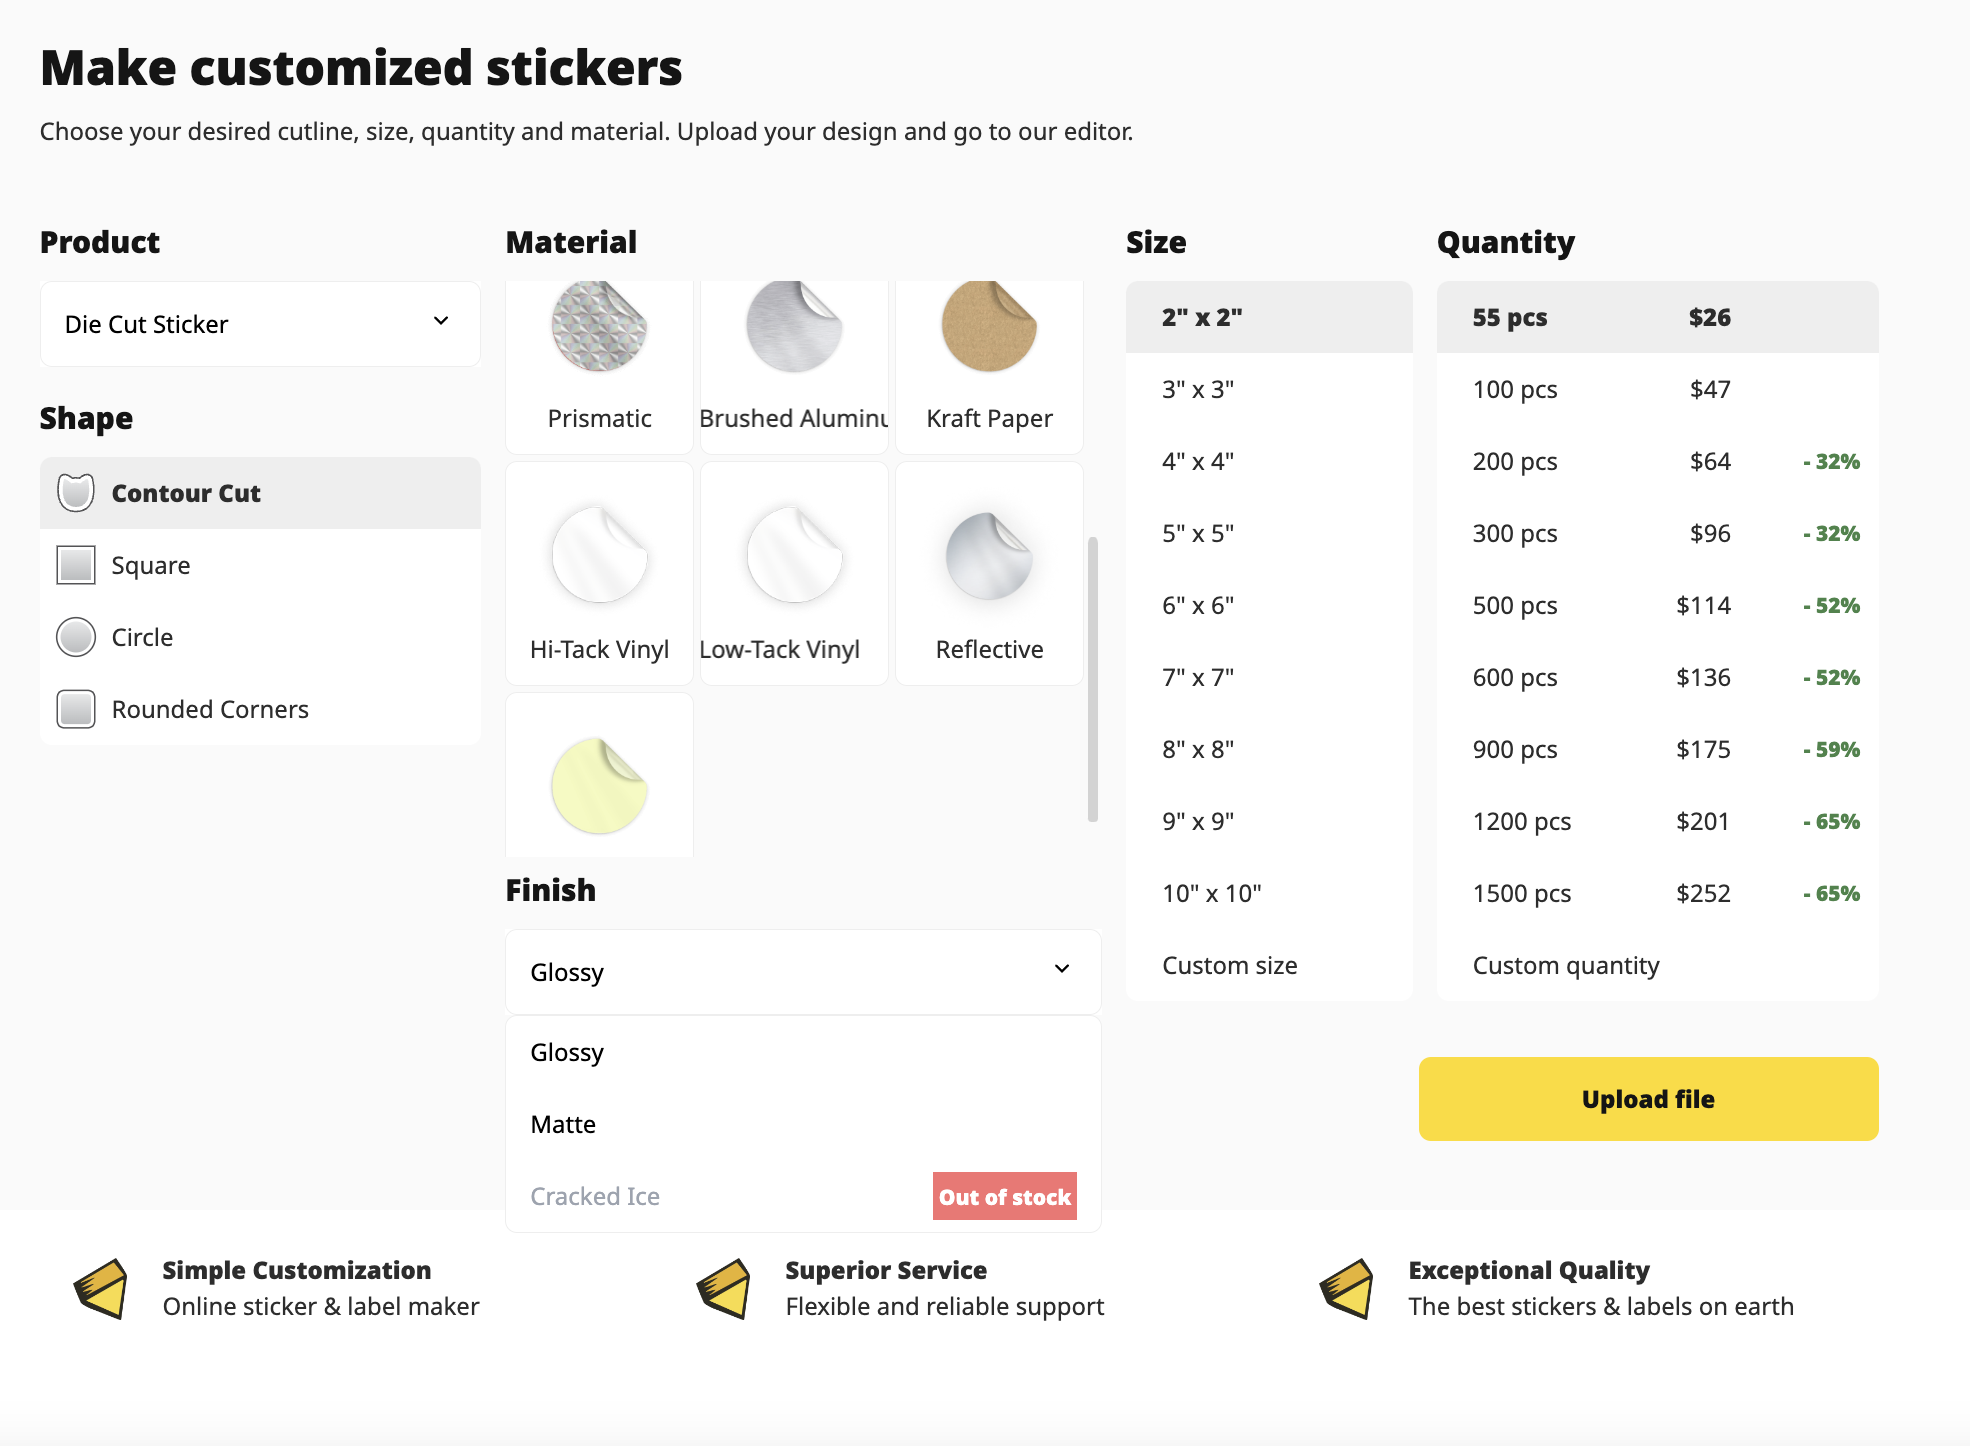 Make customized stickers
Choose your desired cutline, size, quantity and material. Upload your design and go to our editor.
Product
Die Cut Sticker
Shape
Contour Cut
Square
Circle
Rounded Corners
Material
Prismatic
Brushed Aluminu
Kraft Paper
Hi-Tack Vinyl
Low-Tack Vinyl
Reflective
Finish
Glossy
Glossy
Matte
Cracked Ice Out of stock
Size
2" x 2"
3" x 3"
4" x 4"
5" x 5"
6" x 6"
7" x 7"
8" x 8"
9" x 9"
10" x 10"
Custom size
Quantity
55 pcs $26
100 pcs $47
200 pcs $64 - 32%
300 pcs $96 - 32%
500 pcs $114 - 52%
600 pcs $136 - 52%
900 pcs $175 - 59%
1200 pcs $201 - 65%
1500 pcs $252 - 65%
Custom quantity
Upload file
Simple Customization
Online sticker & label maker
Superior Service
Flexible and reliable support
Exceptional Quality
The best stickers & labels on earth